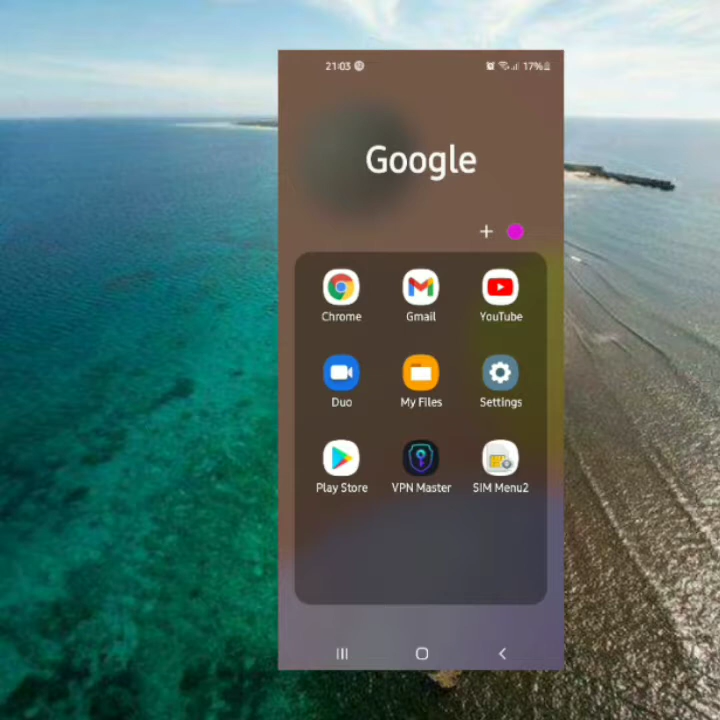 21:03 17%
Google
Chrome Gmail YouTube
Duo My Files Settings
Play Store VPN Master SIM Menu2